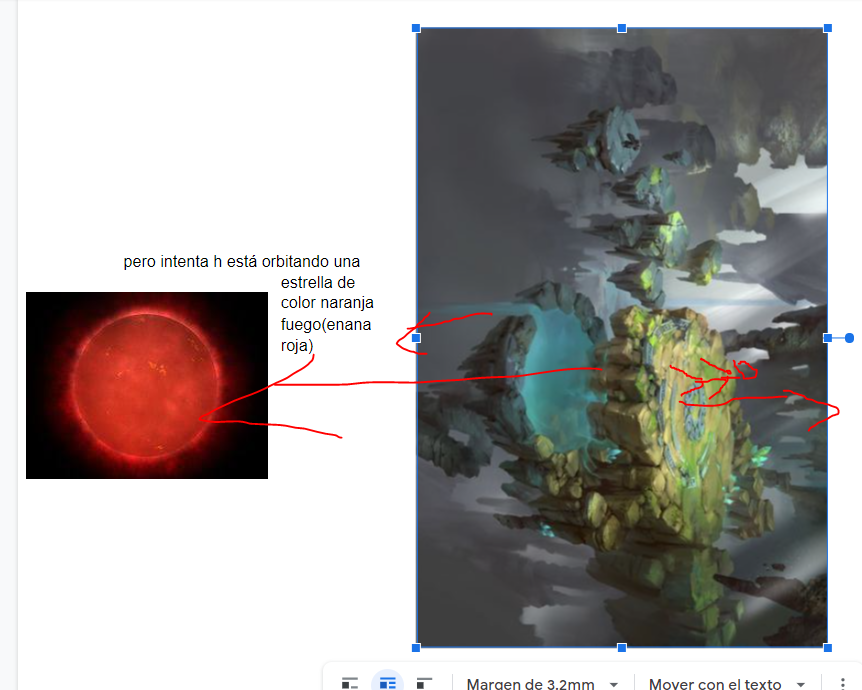 pero intenta h está orbitando una
estrella de
color naranja
fuego(enana
roja)
Margen de 3.2mm
Mover con el texto